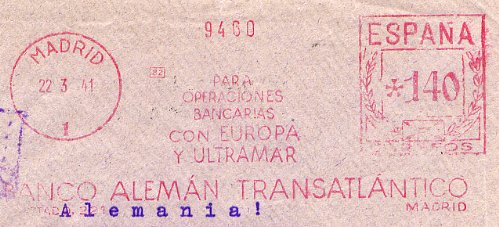 9460
ESPAÑA
MADRID
22 3 41
1
*140
82
PARA
OPERACIONES
BANCARIAS
CON EUROPA
Y ULTRAMAR
ANCO ALEMÁN TRANSATLÁNTICO
MADRID
Alemania!